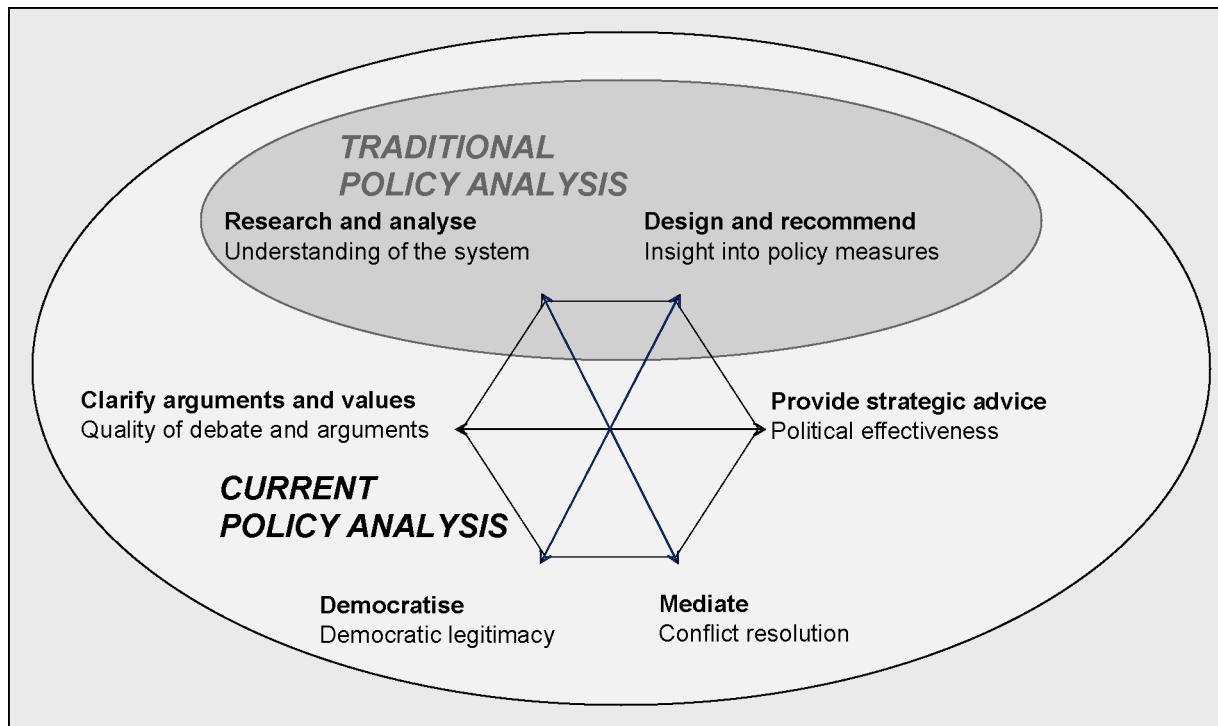 TRADITIONAL
POLICY ANALYSIS
Research and analyse
Understanding of the system
Design and recommend
Insight into policy measures
Clarify arguments and values
Quality of debate and arguments
Provide strategic advice
Political effectiveness
CURRENT
POLICY ANALYSIS
Democratise
Democratic legitimacy
Mediate
Conflict resolution